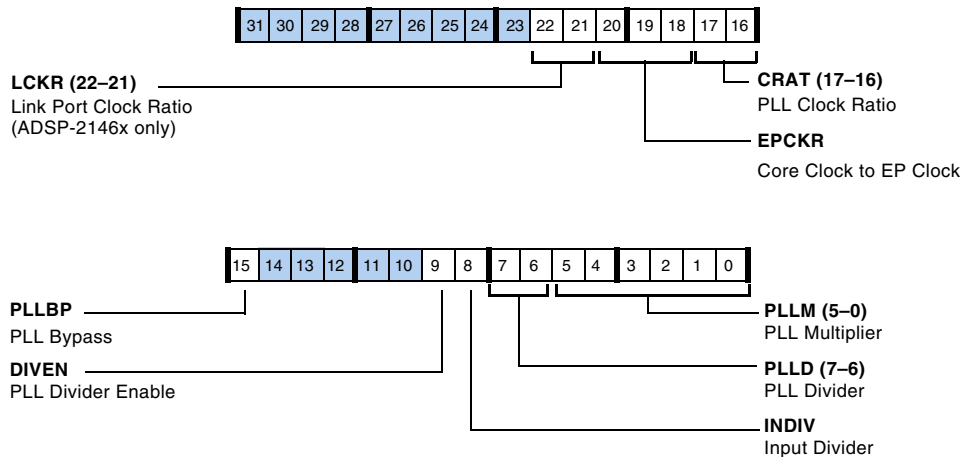 31 30 29 28 27 26 25 24 23 22 21 20 19 18 17 16
LCKR (22–21)
Link Port Clock Ratio
(ADSP-2146x only)
CRAT (17–16)
PLL Clock Ratio
EPCKR
Core Clock to EP Clock
15 14 13 12 11 10 9 8 7 6 5 4 3 2 1 0
PLLBP
PLL Bypass
DIVEN
PLL Divider Enable
PLLM (5–0)
PLL Multiplier
PLLD (7–6)
PLL Divider
INDIV
Input Divider